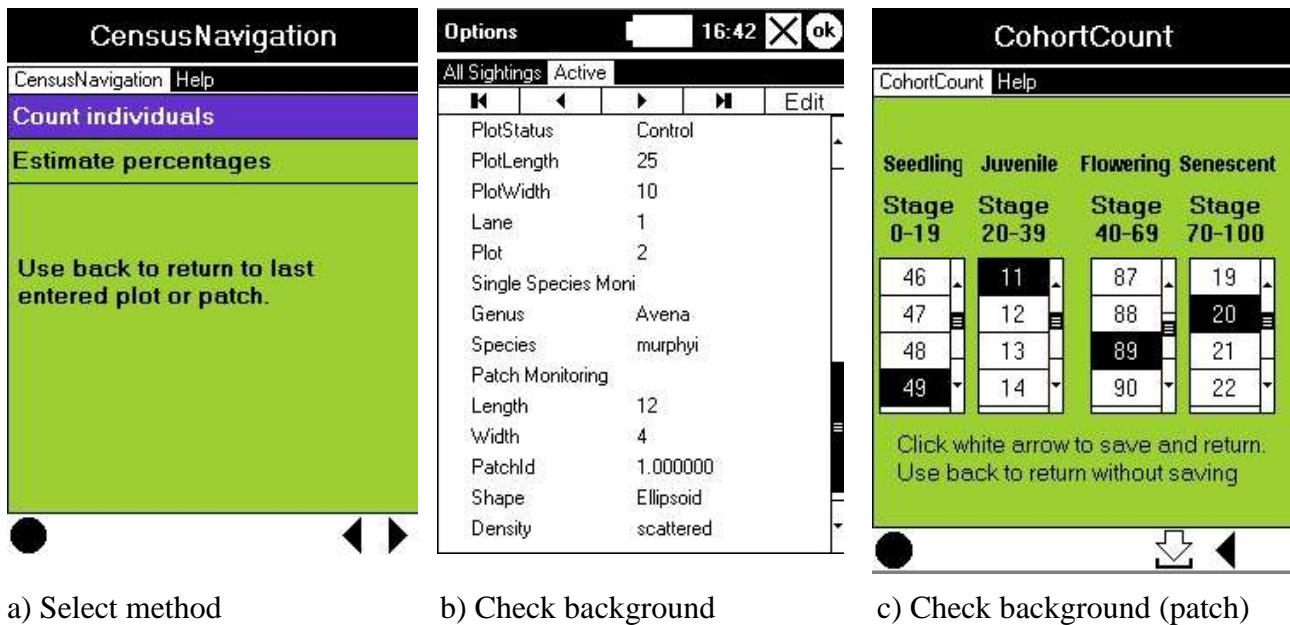 CensusNavigation
CensusNavigation Help
Count individuals
Estimate percentages
Use back to return to last
entered plot or patch.
a) Select method
Options 16:42 ok
All Sightings Active
Edit
PlotStatus Control
PlotLength 25
PlotWidth 10
Lane 1
Plot 2
Single Species Moni
Genus Avena
Species murphyi
Patch Monitoring
Length 12
Width 4
PatchId 1.000000
Shape Ellipsoid
Density scattered
b) Check background
CohortCount
CohortCount Help
Seedling Juvenile Flowering Senescent
Stage Stage Stage Stage
0-19 20-39 40-69 70-100
46 11 87 19
47 12 88 20
48 13 89 21
49 14 90 22
Click white arrow to save and return.
Use back to return without saving
c) Check background (patch)